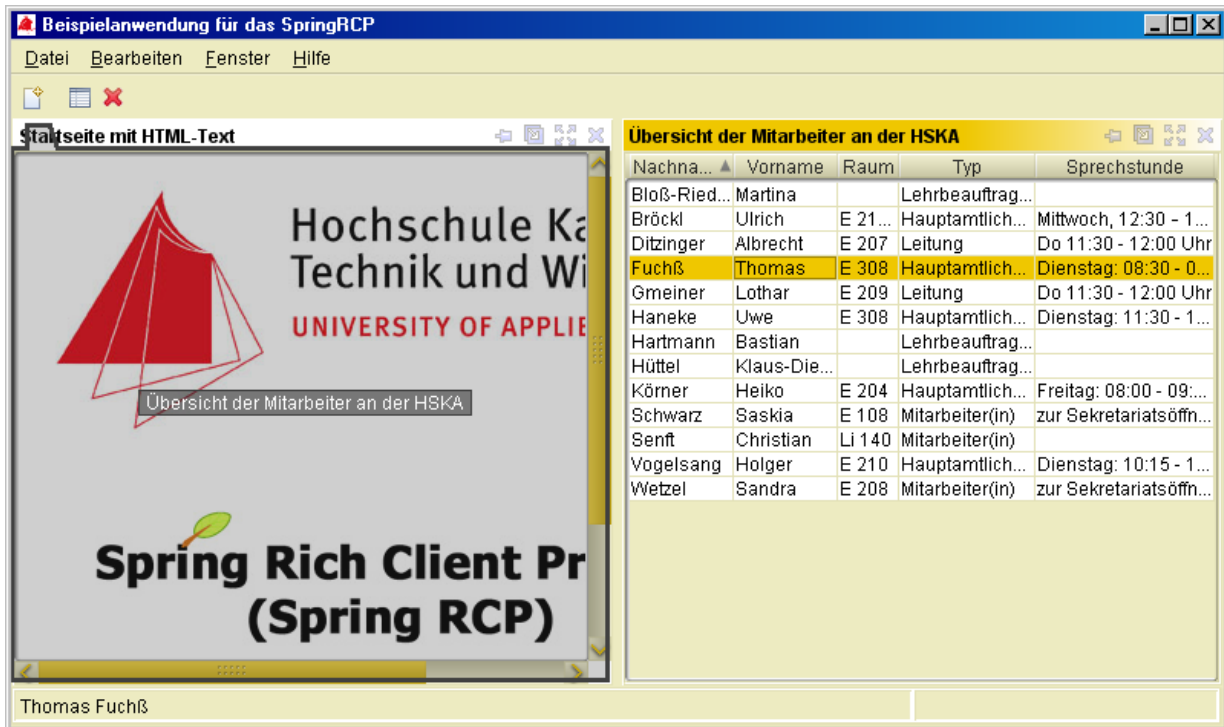 Beispielanwendung für das SpringRCP
Datei Bearbeiten Fenster Hilfe
Startseite mit HTML-Text
Hochschule Ka
Technik und Wi
UNIVERSITY OF APPLIE
Übersicht der Mitarbeiter an der HSKA
Spring Rich Client Pr
(Spring RCP)
Übersicht der Mitarbeiter an der HSKA
Nachna... Vorname Raum Typ Sprechstunde
Bloß-Ried... Martina Lehrbeauftrag...
Bröckl Ulrich E 21... Hauptamtlich... Mittwoch, 12:30 - 1...
Ditzinger Albrecht E 207 Leitung Do 11:30 - 12:00 Uhr
Fuchß Thomas E 308 Hauptamtlich... Dienstag: 08:30 - 0...
Gmeiner Lothar E 209 Leitung Do 11:30 - 12:00 Uhr
Haneke Uwe E 308 Hauptamtlich... Dienstag: 11:30 - 1...
Hartmann Bastian Lehrbeauftrag...
Hüttel Klaus-Die... Lehrbeauftrag...
Körner Heiko E 204 Hauptamtlich... Freitag: 08:00 - 09:...
Schwarz Saskia E 108 Mitarbeiter(in) zur Sekretariatsöffn...
Senft Christian Li 140 Mitarbeiter(in)
Vogelsang Holger E 210 Hauptamtlich... Dienstag: 10:15 - 1...
Wetzel Sandra E 208 Mitarbeiter(in) zur Sekretariatsöffn...
Thomas Fuchß